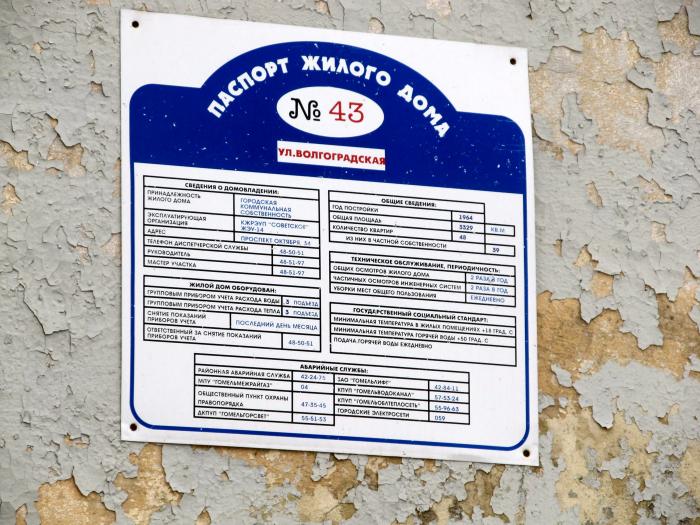 ПАСПОРТ ЖИЛОГО ДОМА
№ 43
УЛ.ВОЛГОГРАДСКАЯ
СВЕДЕНИЯ О ДОМОВЛАДЕНИИ:
ПРИНАДЛЕЖНОСТЬ ЖИЛОГО ДОМА ГОРОДСКАЯ КОММУНАЛЬНАЯ СОБСТВЕННОСТЬ
ЭКСПЛУАТИРУЮЩАЯ ОРГАНИЗАЦИЯ КЖРЭУП "СОВЕТСКОЕ" ЖЭУ-14
АДРЕС ПРОСПЕКТ ОКТЯБРЯ, 34
ТЕЛЕФОН ДИСПЕТЧЕРСКОЙ СЛУЖБЫ 48-50-51
РУКОВОДИТЕЛЬ 48-51-97
МАСТЕР УЧАСТКА 48-51-97
ЖИЛОЙ ДОМ ОБОРУДОВАН:
ГРУППОВЫМ ПРИБОРОМ УЧЕТА РАСХОДА ВОДЫ 3 ПОДЪЕЗД
ГРУППОВЫМ ПРИБОРОМ УЧЕТА РАСХОДА ТЕПЛА 3 ПОДЪЕЗД
СНЯТИЕ ПОКАЗАНИЙ ПРИБОРОВ УЧЕТА ПОСЛЕДНИЙ ДЕНЬ МЕСЯЦА
ОТВЕТСТВЕННЫЙ ЗА СНЯТИЕ ПОКАЗАНИЙ ПРИБОРОВ УЧЕТА 48-50-51
ОБЩИЕ СВЕДЕНИЯ:
ГОД ПОСТРОЙКИ 1964
ОБЩАЯ ПЛОЩАДЬ 3329 КВ.М
КОЛИЧЕСТВО КВАРТИР 48
ИЗ НИХ В ЧАСТНОЙ СОБСТВЕННОСТИ 39
ТЕХНИЧЕСКОЕ ОБСЛУЖИВАНИЕ, ПЕРИОДИЧНОСТЬ:
ОБЩИХ ОСМОТРОВ ЖИЛОГО ДОМА 2 РАЗА В ГОД
ЧАСТИЧНЫХ ОСМОТРОВ ИНЖЕНЕРНЫХ СИСТЕМ 2 РАЗА В ГОД
УБОРКИ МЕСТ ОБЩЕГО ПОЛЬЗОВАНИЯ ЕЖЕДНЕВНО
ГОСУДАРСТВЕННЫЙ СОЦИАЛЬНЫЙ СТАНДАРТ:
МИНИМАЛЬНАЯ ТЕМПЕРАТУРА В ЖИЛЫХ ПОМЕЩЕНИЯХ +18 ГРАД. С
МИНИМАЛЬНАЯ ТЕМПЕРАТУРА ГОРЯЧЕЙ ВОДЫ +50 ГРАД. С
ПОДАЧА ГОРЯЧЕЙ ВОДЫ ЕЖЕДНЕВНО
АВАРИЙНЫЕ СЛУЖБЫ:
РАЙОННАЯ АВАРИЙНАЯ СЛУЖБА 42-24-75
МПУ "ГОМЕЛЬМЕЖРАЙГАЗ" 04
ОБЩЕСТВЕННЫЙ ПУНКТ ОХРАНЫ ПРАВОПОРЯДКА 47-35-45
ДКПУП "ГОМЕЛЬГОРСВЕТ" 55-51-53
ЗАО "ГОМЕЛЬЛИФТ" 42-84-11
КПУП "ГОМЕЛЬВОДОКАНАЛ" 57-53-24
КПУП "ГОМЕЛЬОБЛТЕПЛОСЕТЬ" 55-96-63
ГОРОДСКИЕ ЭЛЕКТРОСЕТИ 059